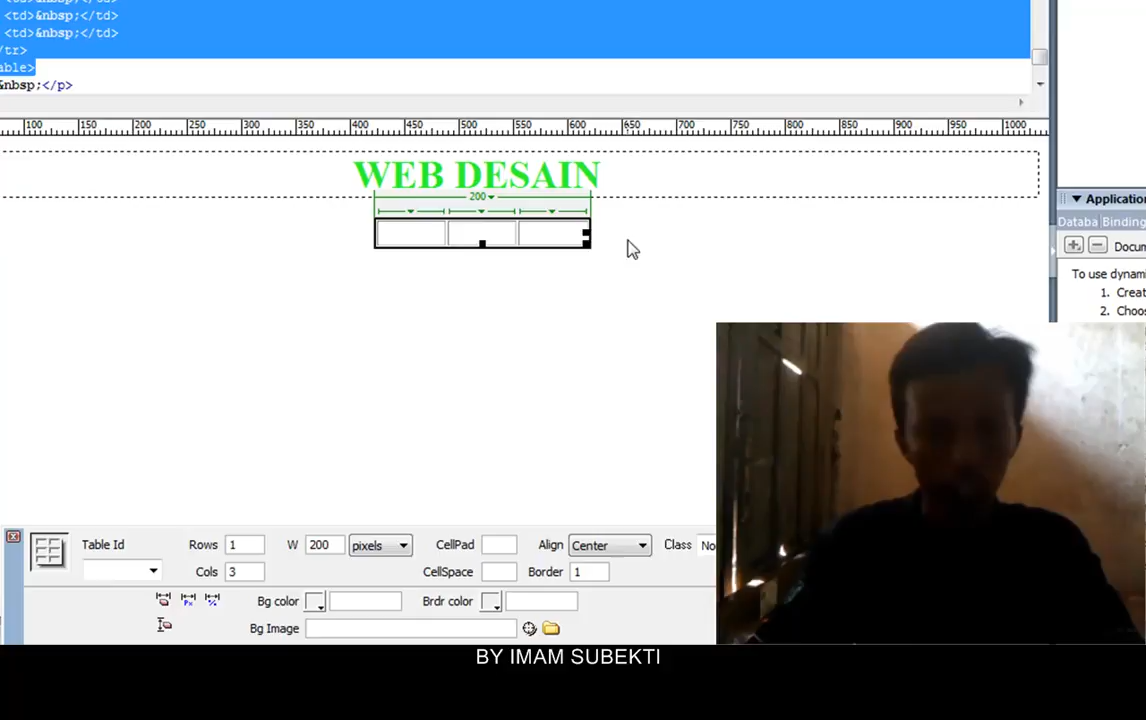 <td>&nbsp;</td>
<td>&nbsp;</td>
/tr>
able>
&nbsp;</p>
100 150 200 250 300 350 400 450 500 550 600 650 700 750 800 850 900 950 1000
WEB DESAIN
200
Application
Databa Binding
Docum
To use dynami
1. Creat
2. Choo
Table Id Rows 1 W 200 pixels CellPad Align Center Class No
Cols 3 CellSpace Border 1
Bg color Brdr color
Bg Image
BY IMAM SUBEKTI